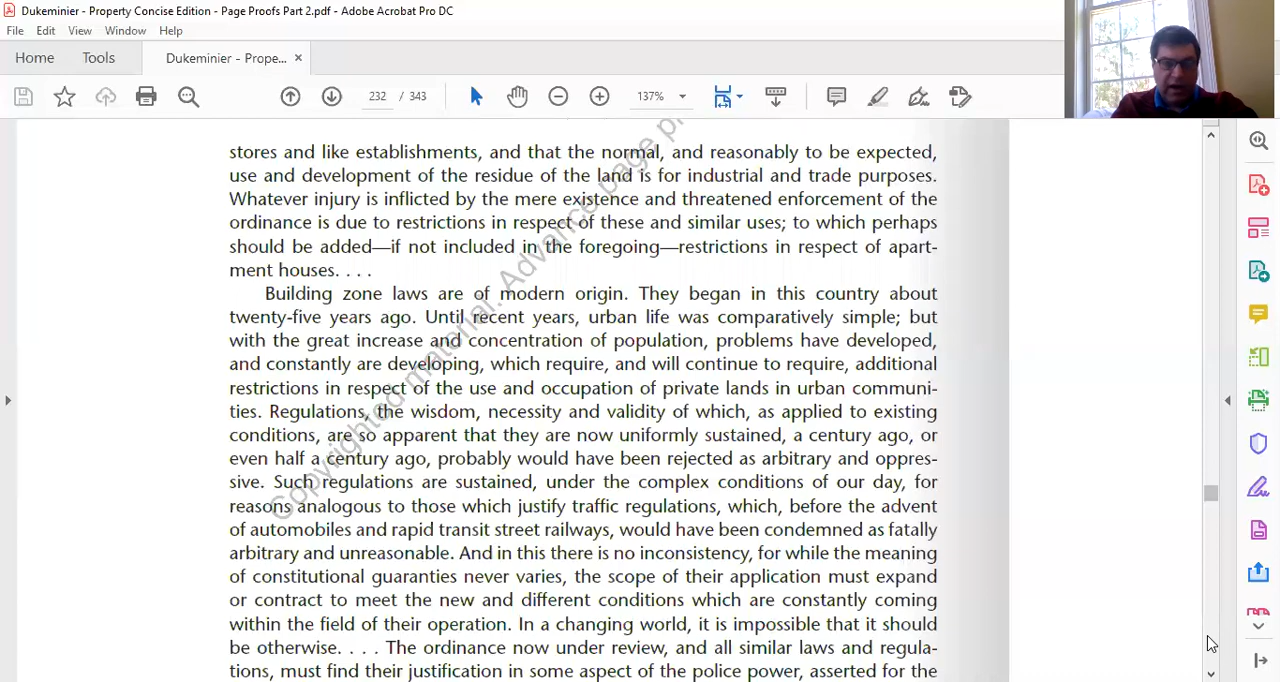 Dukeminier - Property Concise Edition - Page Proofs Part 2.pdf - Adobe Acrobat Pro DC
File Edit View Window Help
Home Tools Dukeminier - Prope... ×
232 / 343 137%
stores and like establishments, and that the normal, and reasonably to be expected,
use and development of the residue of the land is for industrial and trade purposes.
Whatever injury is inflicted by the mere existence and threatened enforcement of the
ordinance is due to restrictions in respect of these and similar uses; to which perhaps
should be added—if not included in the foregoing—restrictions in respect of apart-
ment houses. . . .
Building zone laws are of modern origin. They began in this country about
twenty-five years ago. Until recent years, urban life was comparatively simple; but
with the great increase and concentration of population, problems have developed,
and constantly are developing, which require, and will continue to require, additional
restrictions in respect of the use and occupation of private lands in urban communi-
ties. Regulations, the wisdom, necessity and validity of which, as applied to existing
conditions, are so apparent that they are now uniformly sustained, a century ago, or
even half a century ago, probably would have been rejected as arbitrary and oppres-
sive. Such regulations are sustained, under the complex conditions of our day, for
reasons analogous to those which justify traffic regulations, which, before the advent
of automobiles and rapid transit street railways, would have been condemned as fatally
arbitrary and unreasonable. And in this there is no inconsistency, for while the meaning
of constitutional guaranties never varies, the scope of their application must expand
or contract to meet the new and different conditions which are constantly coming
within the field of their operation. In a changing world, it is impossible that it should
be otherwise. . . . The ordinance now under review, and all similar laws and regula-
tions, must find their justification in some aspect of the police power, asserted for the
Copyrighted material. Advance page